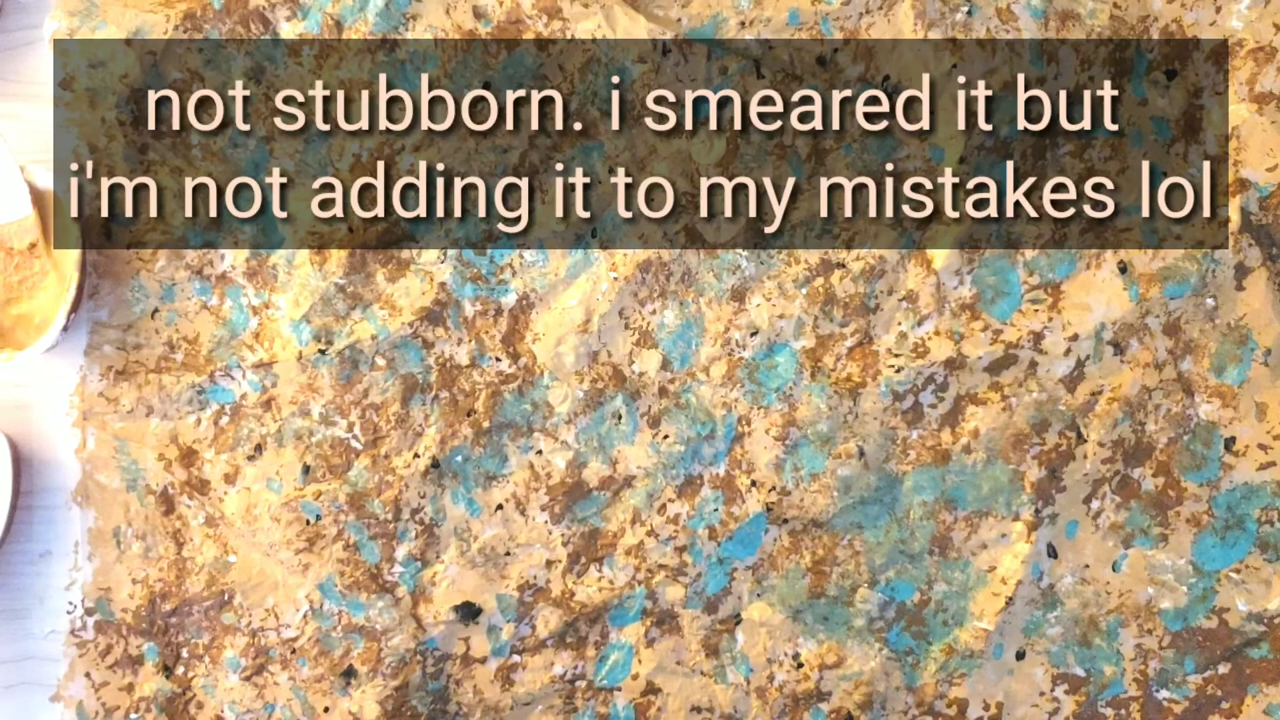 not stubborn. i smeared it but
i'm not adding it to my mistakes lol